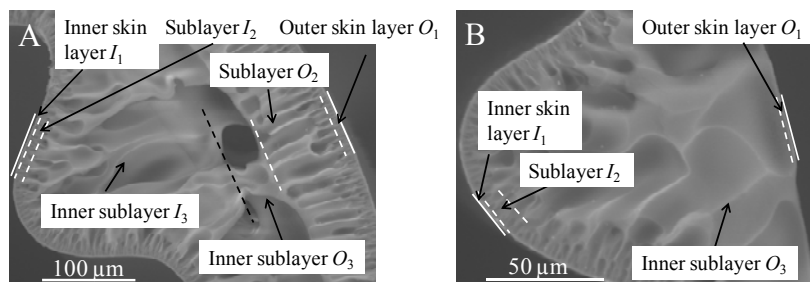 A
Inner skin
layer I1
Sublayer I2
Outer skin layer O1
Sublayer O2
Inner sublayer I3
Inner sublayer O3
100 µm
B
Outer skin layer O1
Inner skin
layer I1
Sublayer I2
Inner sublayer O3
50 µm